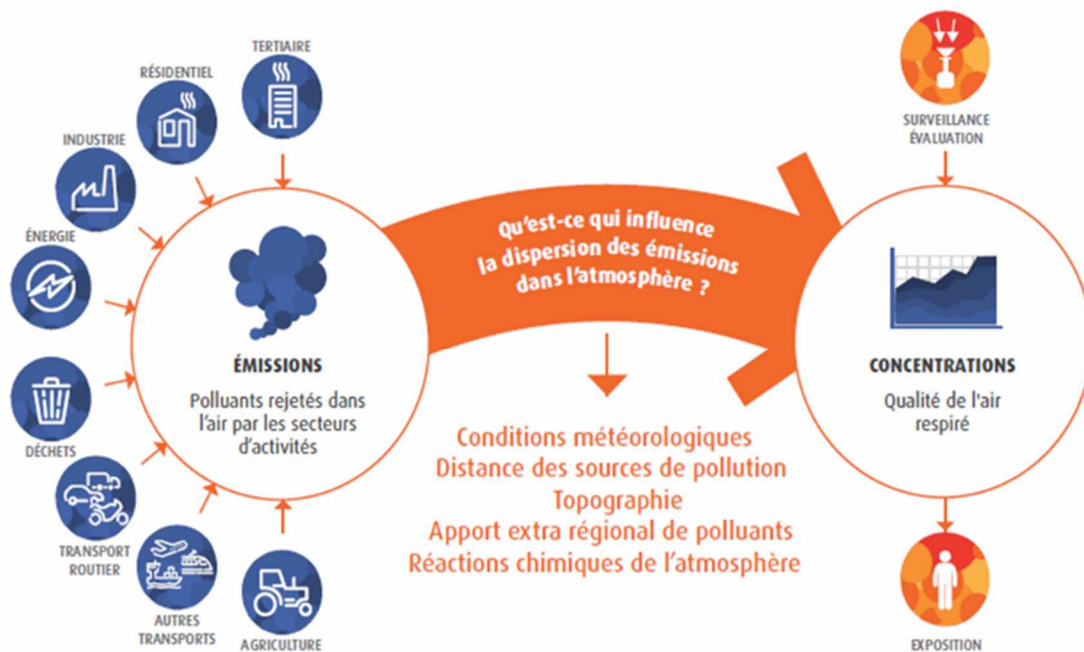 TERTIAIRE
RÉSIDENTIEL
INDUSTRIE
ÉNERGIE
DÉCHETS
TRANSPORT
ROUTIER
AUTRES
TRANSPORTS
AGRICULTURE
ÉMISSIONS
Polluants rejetés dans
l'air par les secteurs
d'activités
Qu'est-ce qui influence
la dispersion des émissions
dans l'atmosphère ?
Conditions météorologiques
Distance des sources de pollution
Topographie
Apport extra régional de polluants
Réactions chimiques de l'atmosphère
SURVEILLANCE
ÉVALUATION
CONCENTRATIONS
Qualité de l'air
respiré
EXPOSITION